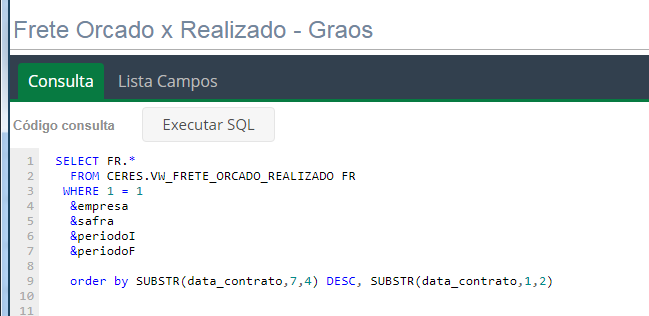 Frete Orcado x Realizado - Graos
Consulta Lista Campos
Código consulta Executar SQL
1 SELECT FR.*
2 FROM CERES.VW_FRETE_ORCADO_REALIZADO FR
3 WHERE 1 = 1
4 &empresa
5 &safra
6 &periodoI
7 &periodoF
8
9 order by SUBSTR(data_contrato,7,4) DESC, SUBSTR(data_contrato,1,2)
10
11